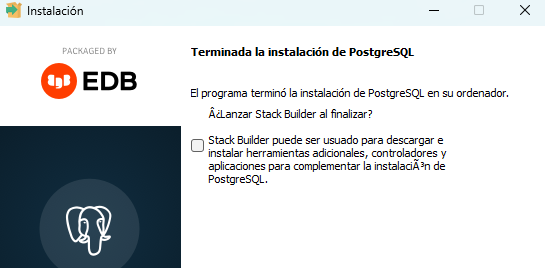 Instalación
PACKAGED BY
EDB
Terminada la instalación de PostgreSQL
El programa terminó la instalación de PostgreSQL en su ordenador.
Â¿Lanzar Stack Builder al finalizar?
Stack Builder puede ser usado para descargar e
instalar herramientas adicionales, controladores y
aplicaciones para complementar la instalaciÃ³n de
PostgreSQL.